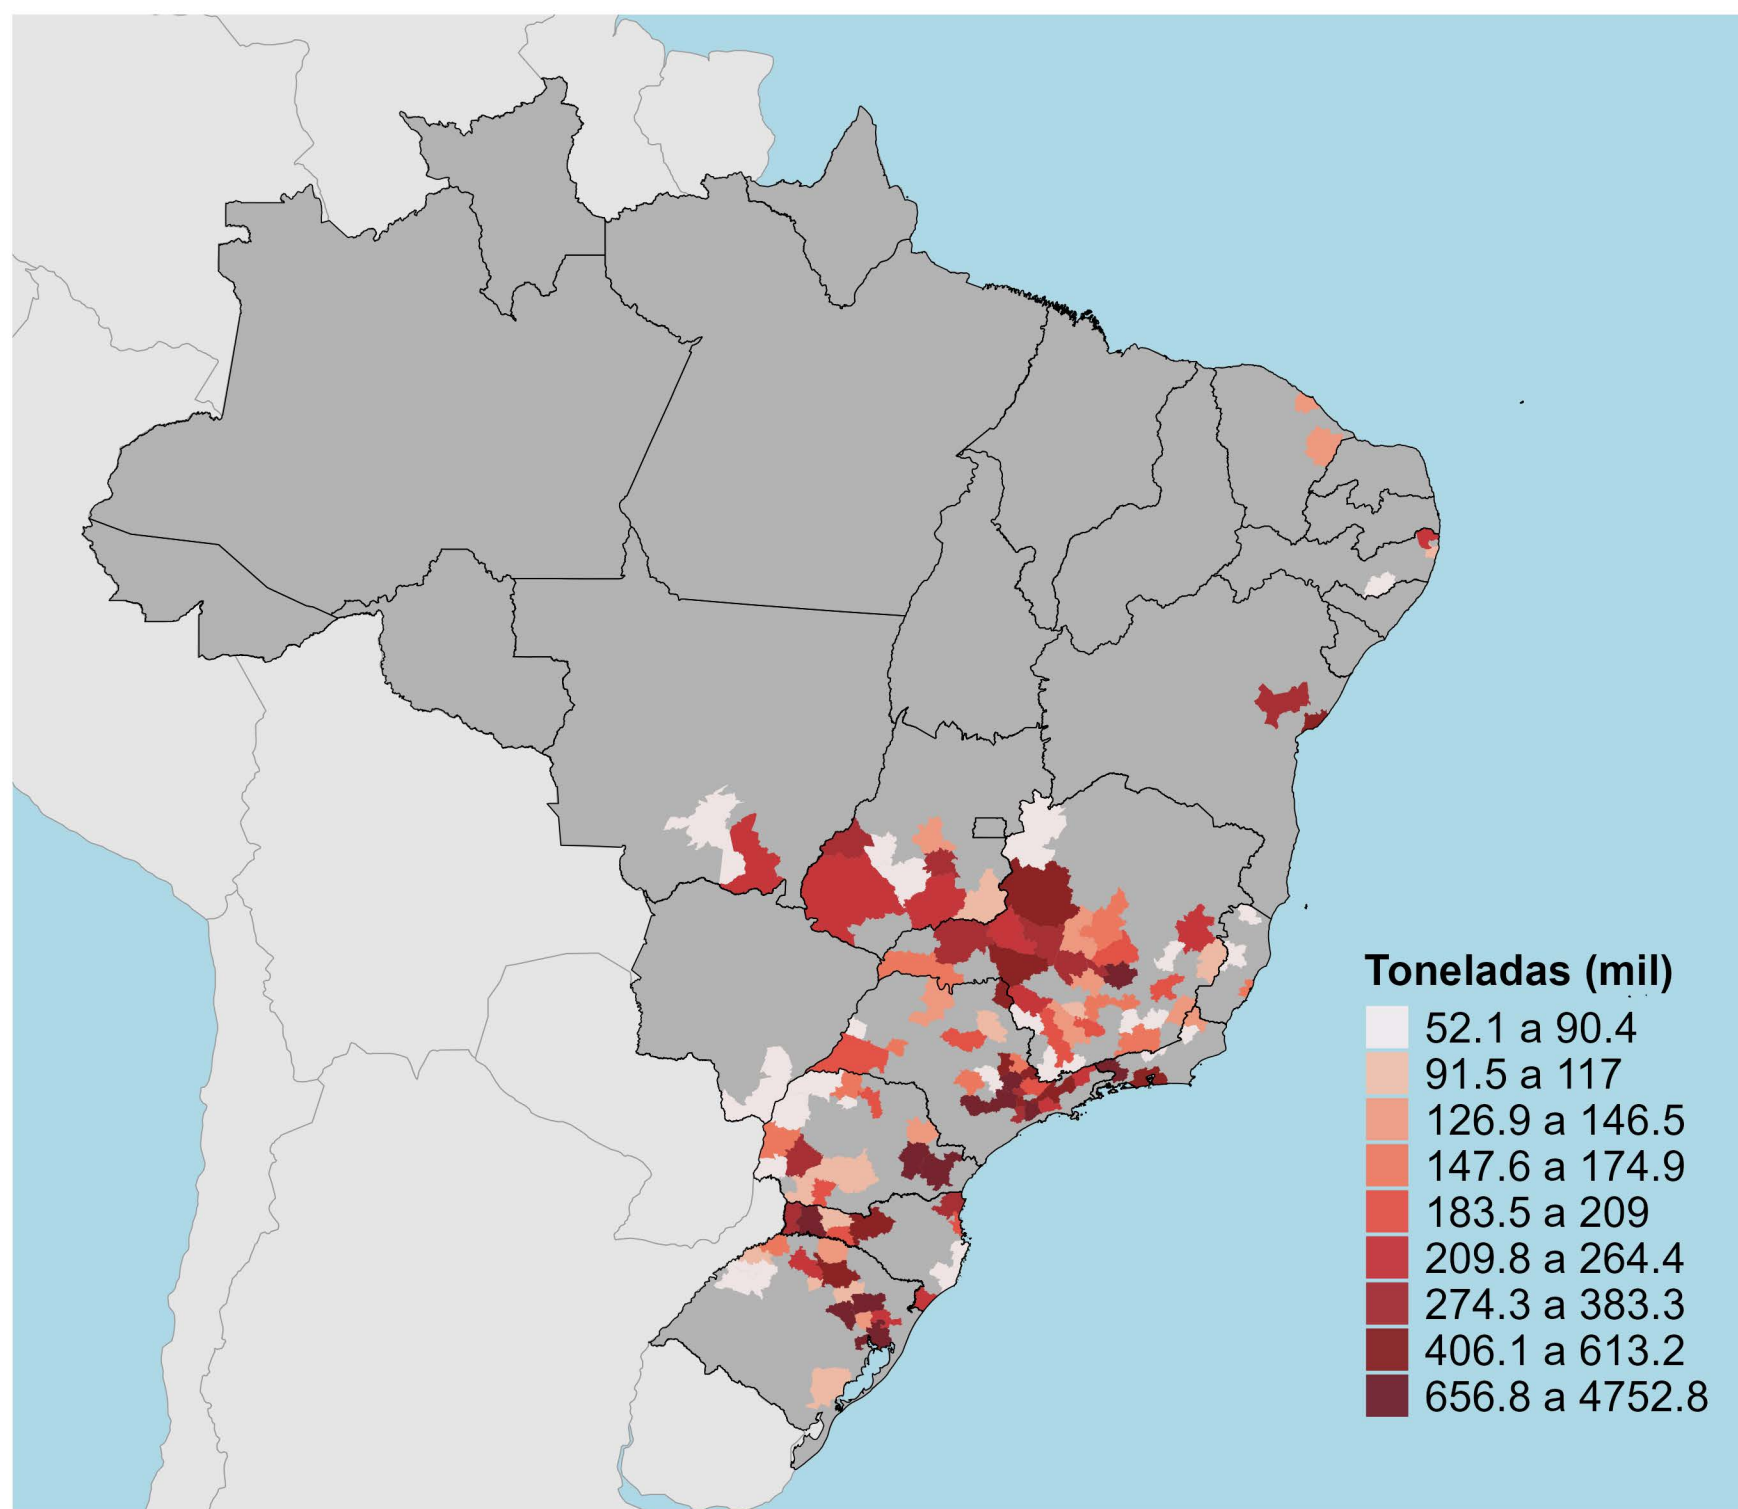 Toneladas (mil)
52.1 a 90.4
91.5 a 117
126.9 a 146.5
147.6 a 174.9
183.5 a 209
209.8 a 264.4
274.3 a 383.3
406.1 a 613.2
656.8 a 4752.8